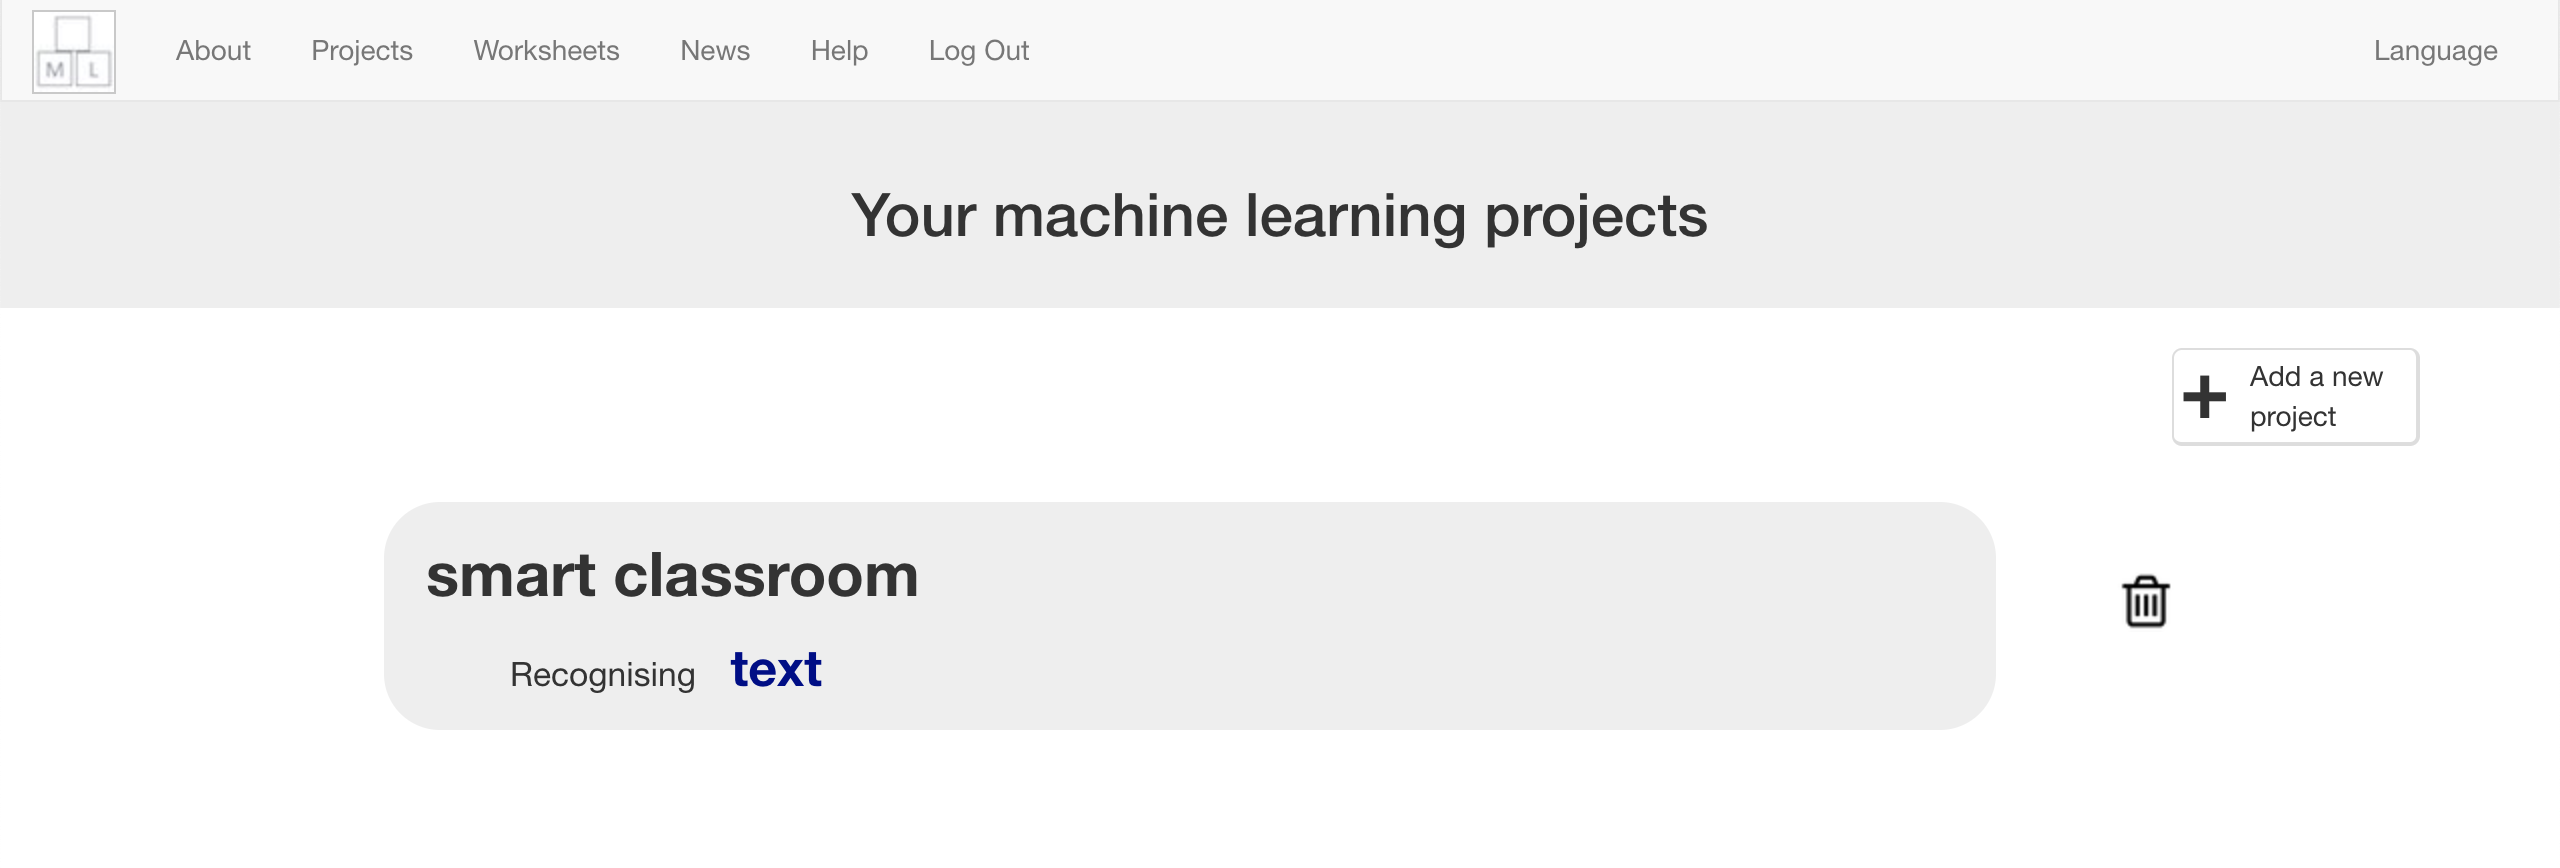 M L
About Projects Worksheets News Help Log Out Language
Your machine learning projects
Add a new
project
smart classroom
Recognising text